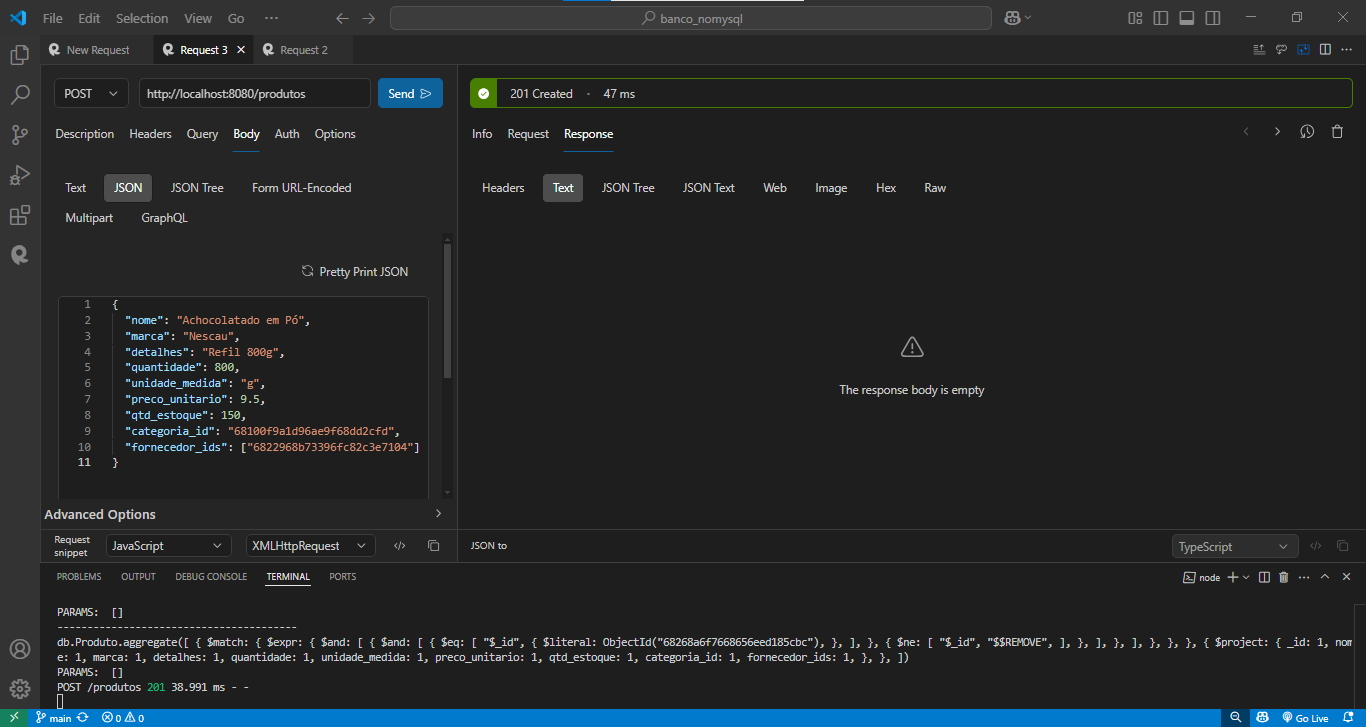 File Edit Selection View Go ··· banco_nomysql
New Request Request 3 Request 2
POST http://localhost:8080/produtos Send
201 Created · 47 ms
Description Headers Query Body Auth Options
Info Request Response
Text JSON JSON Tree Form URL-Encoded
Multipart GraphQL
Headers Text JSON Tree JSON Text Web Image Hex Raw
Pretty Print JSON
1 {
2 "nome": "Achocolatado em Pó",
3 "marca": "Nescau",
4 "detalhes": "Refil 800g",
5 "quantidade": 800,
6 "unidade_medida": "g",
7 "preco_unitario": 9.5,
8 "qtd_estoque": 150,
9 "categoria_id": "68100f9a1d96ae9f68dd2cfd",
10 "fornecedor_ids": ["6822968b73396fc82c3e7104"]
11 }
The response body is empty
Advanced Options
Request
snippet
JavaScript XMLHttpRequest
JSON to TypeScript
PROBLEMS OUTPUT DEBUG CONSOLE TERMINAL PORTS
node
PARAMS: []
-------------------------------------
db.Produto.aggregate([ { $match: { $expr: { $and: [ { $and: [ { $eq: [ "$_id", { $literal: ObjectId("68268a6f7668656eed185cbc"), }, ], }, { $ne: [ "$_id", "$$REMOVE", ], }, ], }, ], }, }, }, { $project: { _id: 1, nom
e: 1, marca: 1, detalhes: 1, quantidade: 1, unidade_medida: 1, preco_unitario: 1, qtd_estoque: 1, categoria_id: 1, fornecedor_ids: 1, }, }, ])
PARAMS: []
POST /produtos 201 38.991 ms - -
main 0 0 Go Live